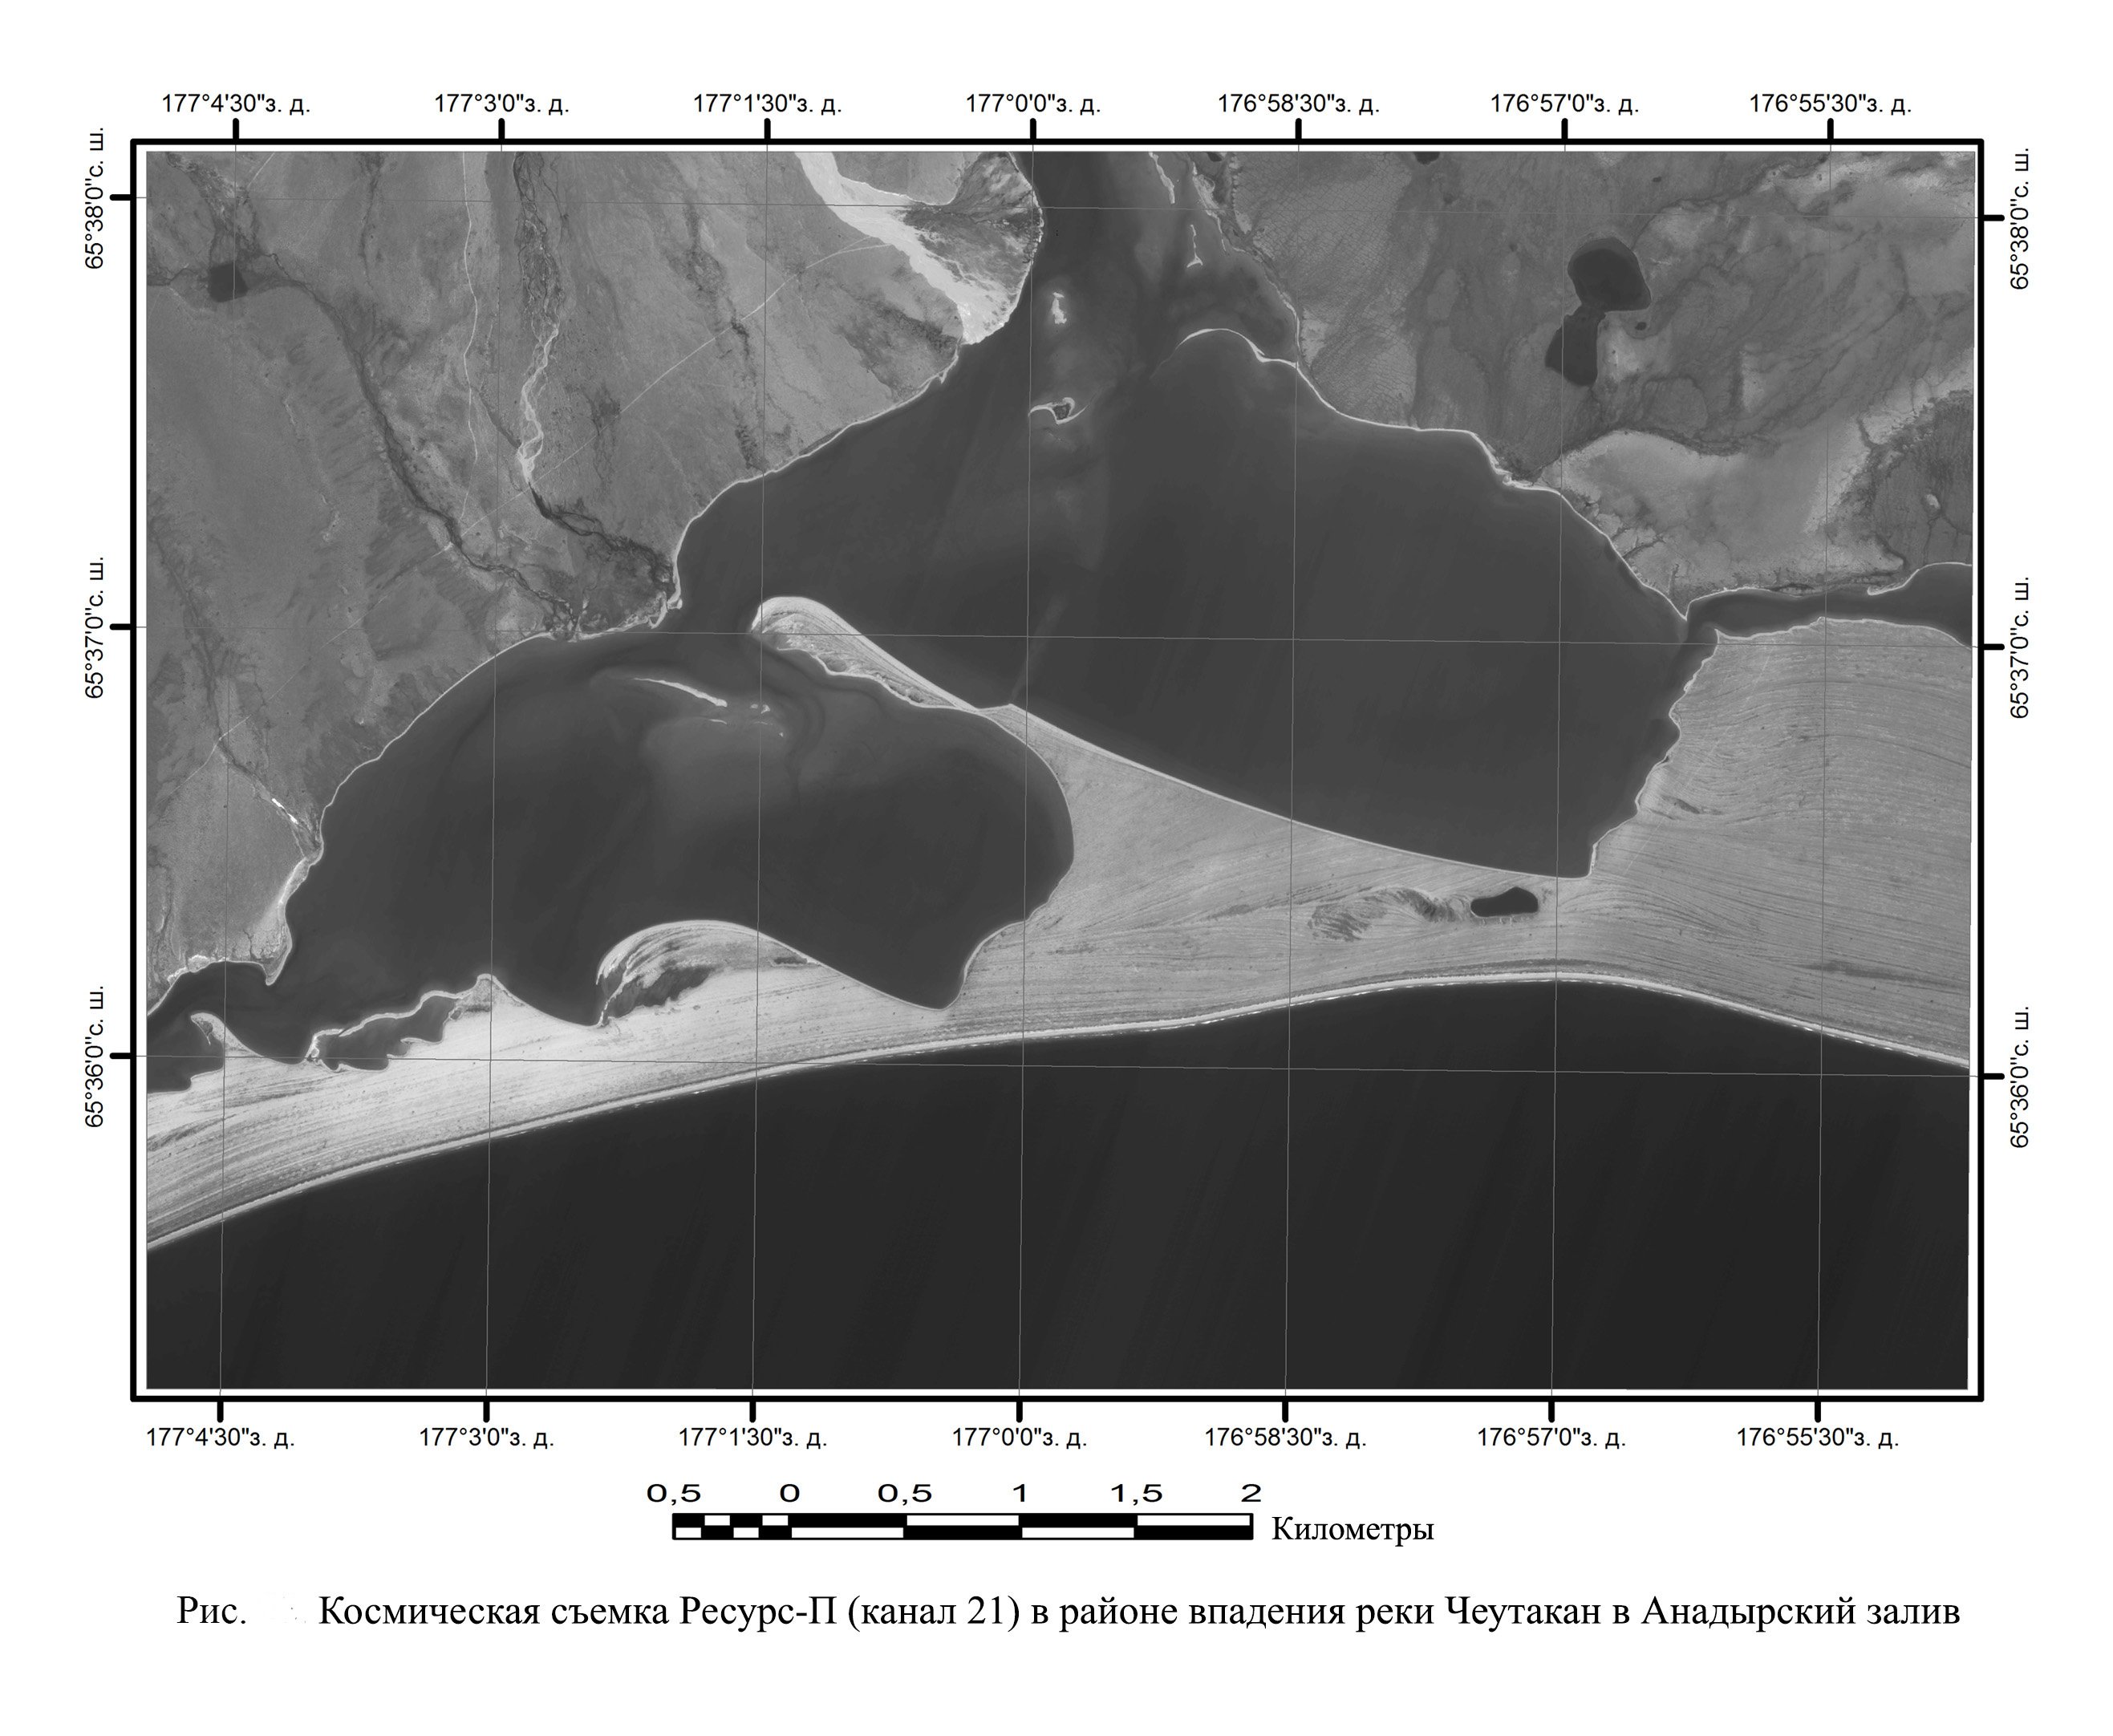 177°4'30"з. д. 177°3'0"з. д. 177°1'30"з. д. 177°0'0"з. д. 176°58'30"з. д. 176°57'0"з. д. 176°55'30"з. д.
65°38'0"с. ш.
65°38'0"с. ш.
65°37'0"с. ш.
65°37'0"с. ш.
65°36'0"с. ш.
65°36'0"с. ш.
177°4'30"з. д. 177°3'0"з. д. 177°1'30"з. д. 177°0'0"з. д. 176°58'30"з. д. 176°57'0"з. д. 176°55'30"з. д.
0,5 0 0,5 1 1,5 2
Километры
Рис. Космическая съемка Ресурс-П (канал 21) в районе впадения реки Чеутакан в Анадырский залив